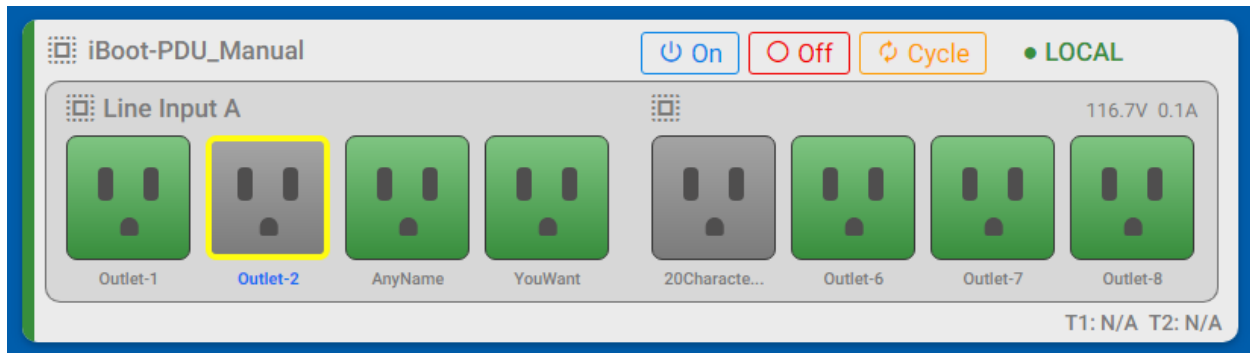 iBoot-PDU_Manual On Off Cycle LOCAL
Line Input A 116.7V 0.1A
Outlet-1 Outlet-2 AnyName YouWant 20Characte... Outlet-6 Outlet-7 Outlet-8
T1: N/A T2: N/A